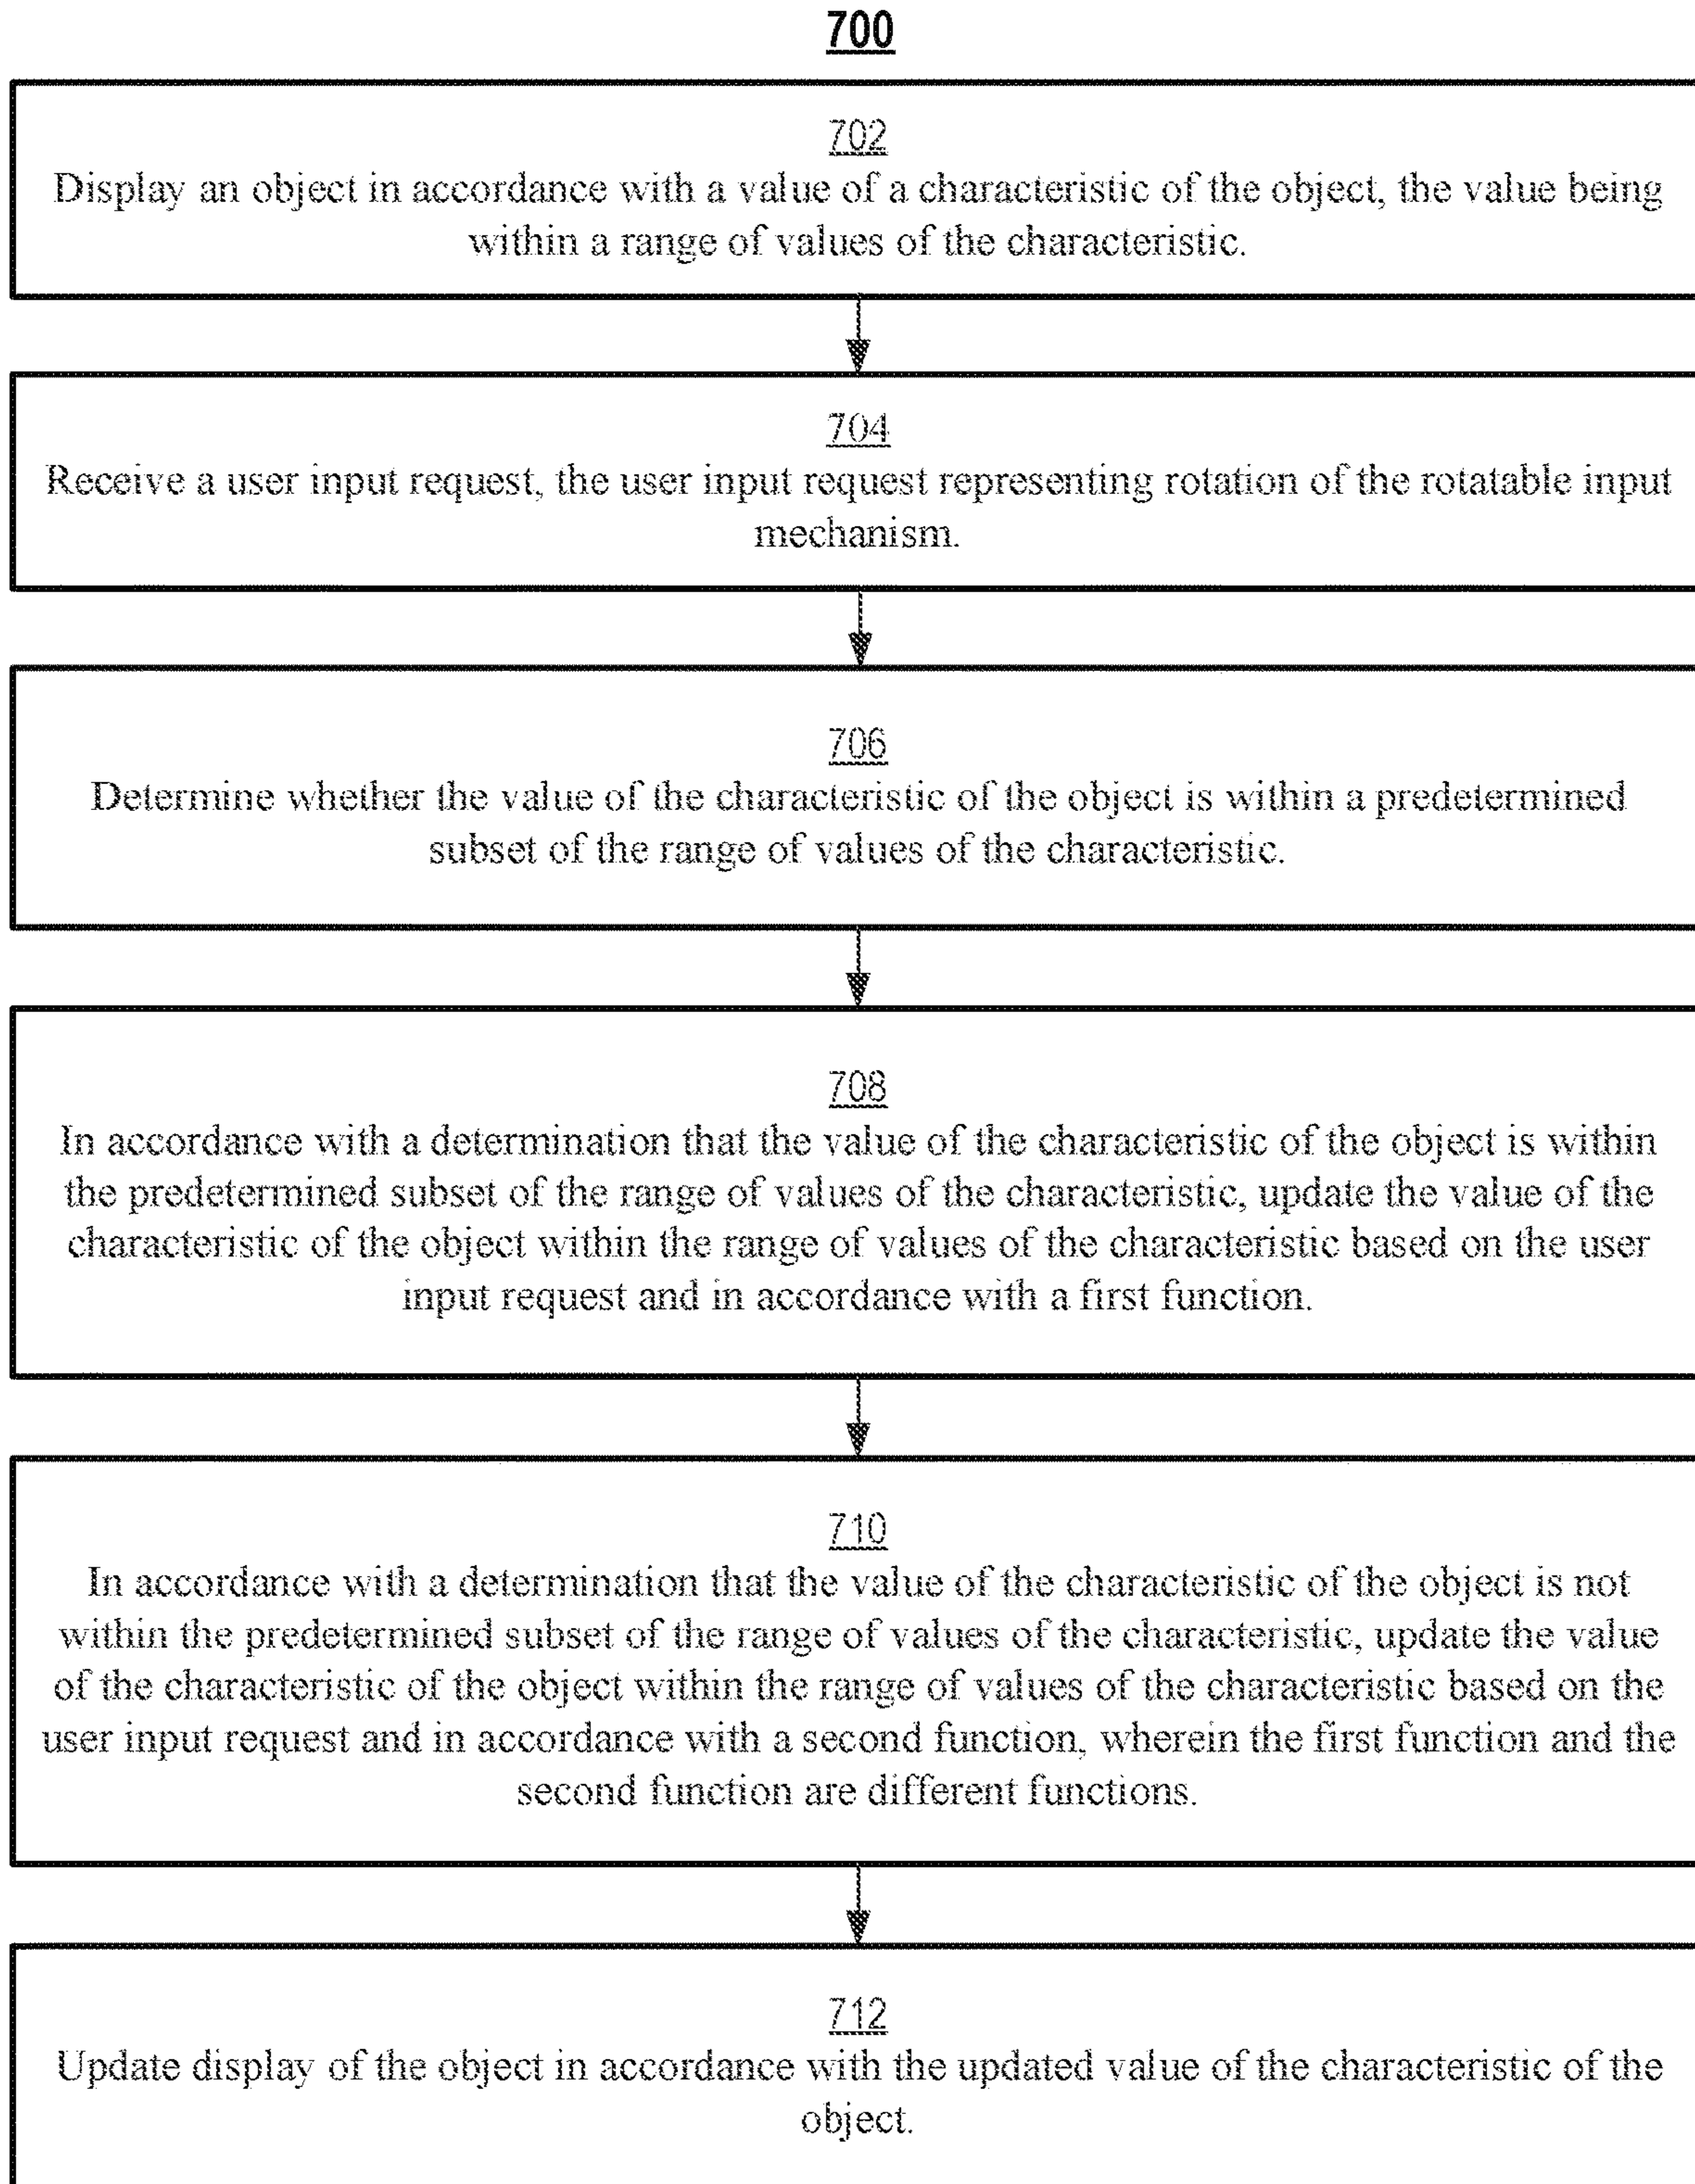 700
702
Display an object in accordance with a value of a characteristic of the object, the value being
within a range of values of the characteristic.
704
Receive a user input request, the user input request representing rotation of the rotatable input
mechanism.
706
Determine whether the value of the characteristic of the object is within a predetermined
subset of the range of values of the characteristic.
708
In accordance with a determination that the value of the characteristic of the object is within
the predetermined subset of the range of values of the characteristic, update the value of the
characteristic of the object within the range of values of the characteristic based on the user
input request and in accordance with a first function.
710
In accordance with a determination that the value of the characteristic of the object is not
within the predetermined subset of the range of values of the characteristic, update the value
of the characteristic of the object within the range of values of the characteristic based on the
user input request and in accordance with a second function, wherein the first function and the
second function are different functions.
712
Update display of the object in accordance with the updated value of the characteristic of the
object.